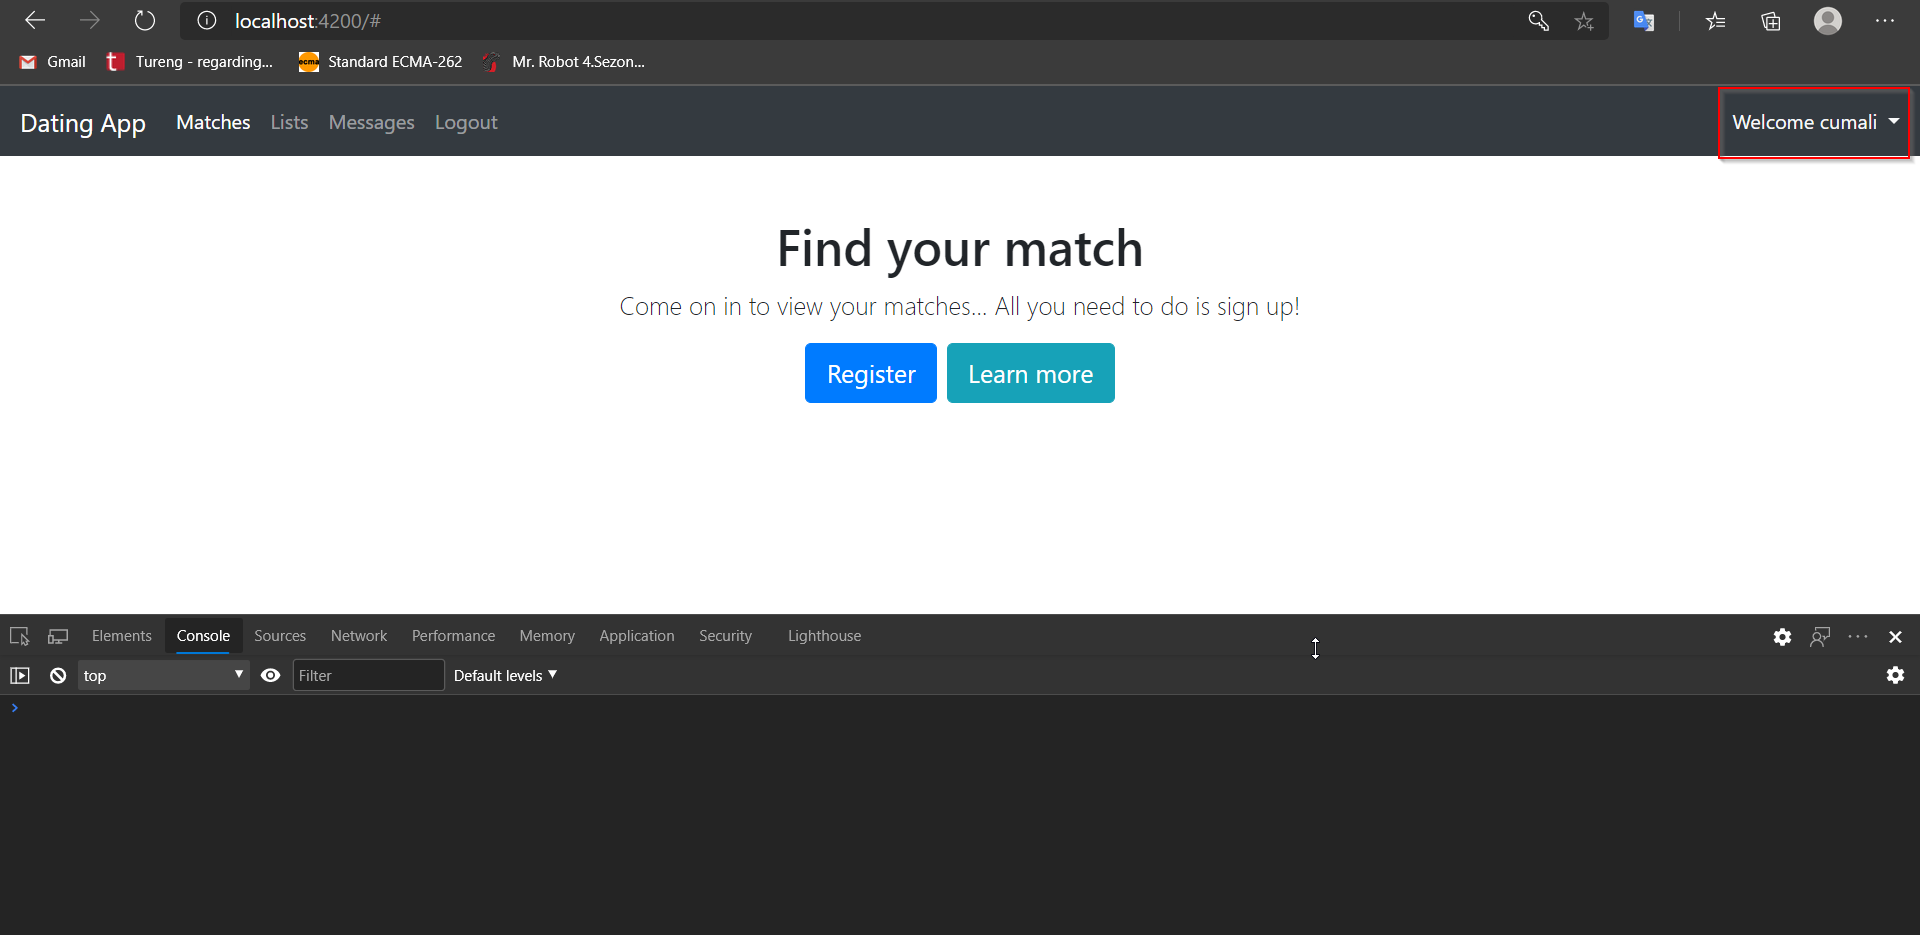 localhost:4200/#
Gmail
Tureng - regarding...
ecma
Standard ECMA-262
Mr. Robot 4.Sezon...
Dating App
Matches
Lists
Messages
Logout
Welcome cumali
Find your match
Come on in to view your matches... All you need to do is sign up!
Register
Learn more
Elements
Console
Sources
Network
Performance
Memory
Application
Security
Lighthouse
top
Filter
Default levels